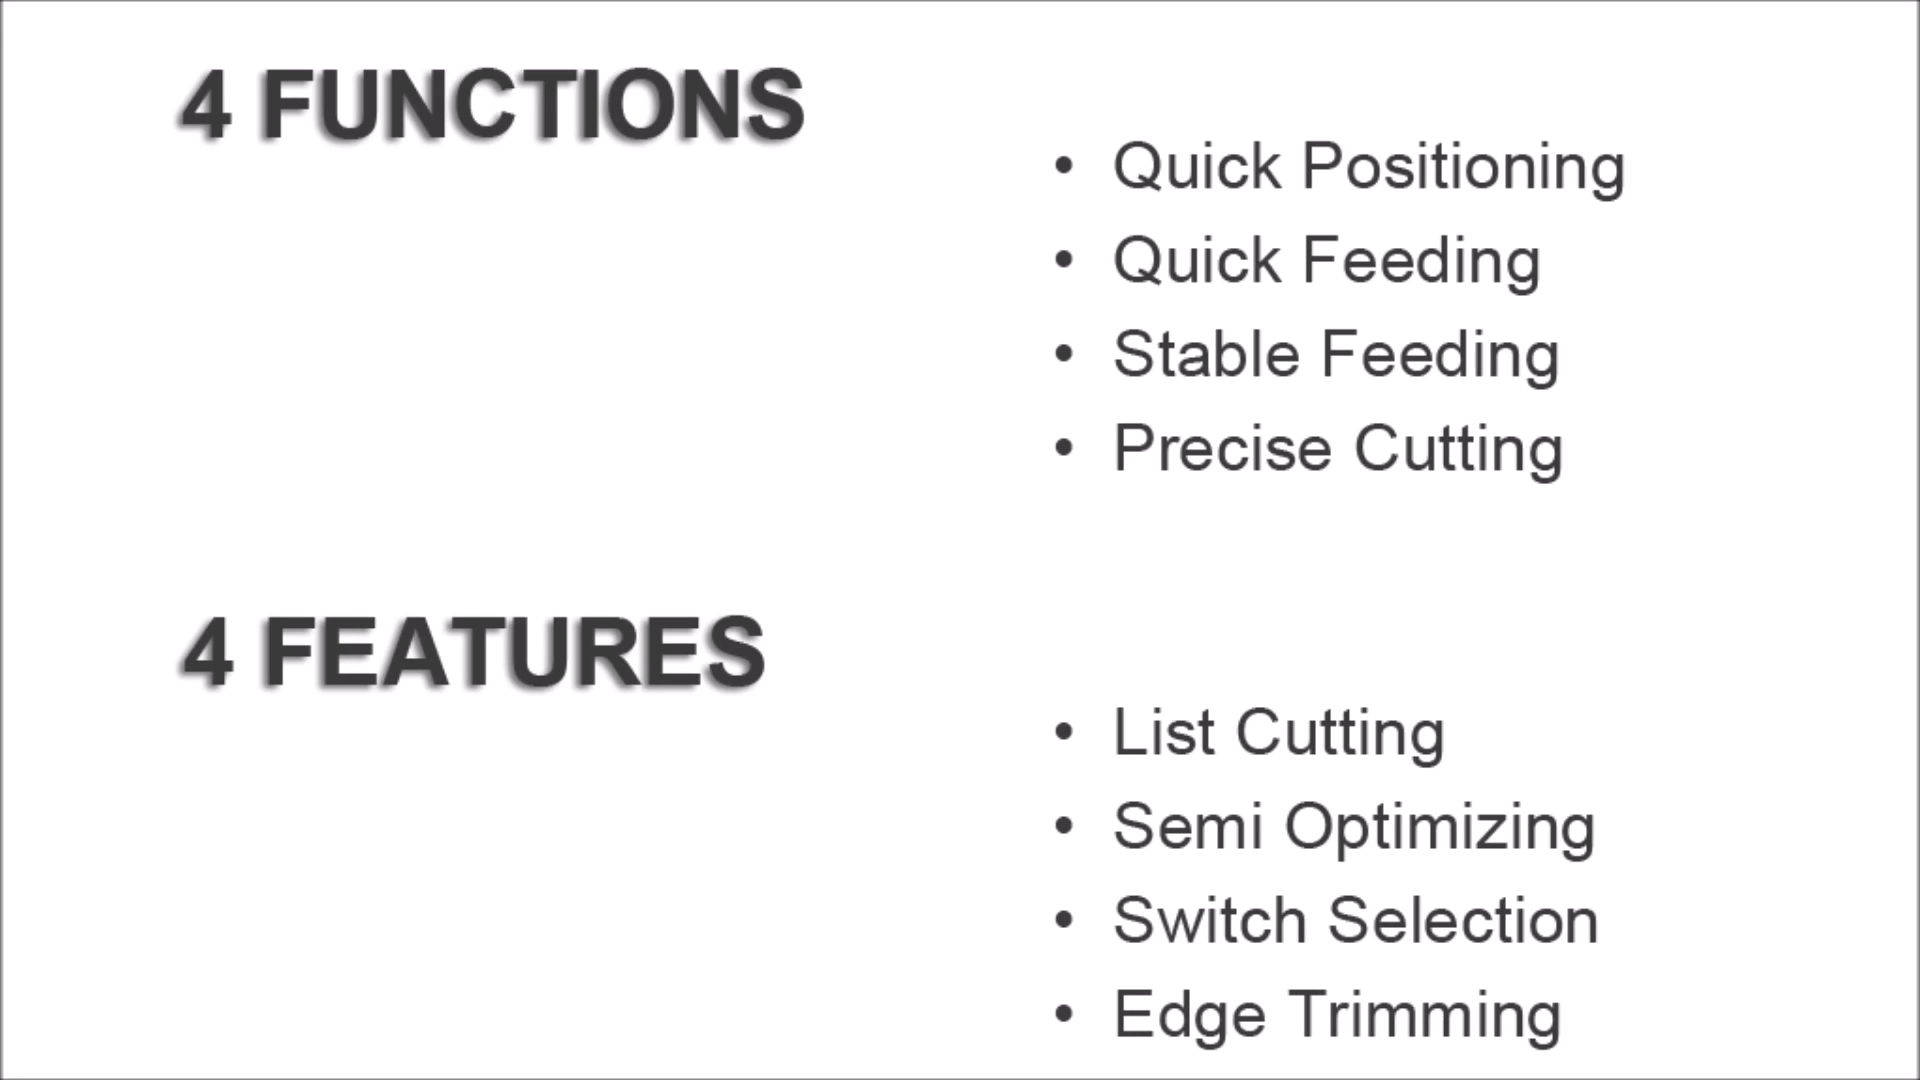 4 FUNCTIONS
• Quick Positioning
• Quick Feeding
• Stable Feeding
• Precise Cutting
4 FEATURES
• List Cutting
• Semi Optimizing
• Switch Selection
• Edge Trimming